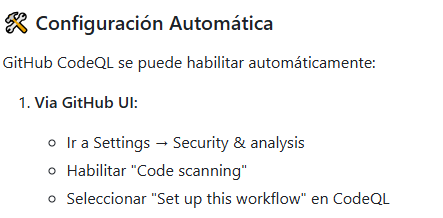 🛠 Configuración Automática
GitHub CodeQL se puede habilitar automáticamente:
1. Via GitHub UI:
○ Ir a Settings → Security & analysis
○ Habilitar "Code scanning"
○ Seleccionar "Set up this workflow" en CodeQL